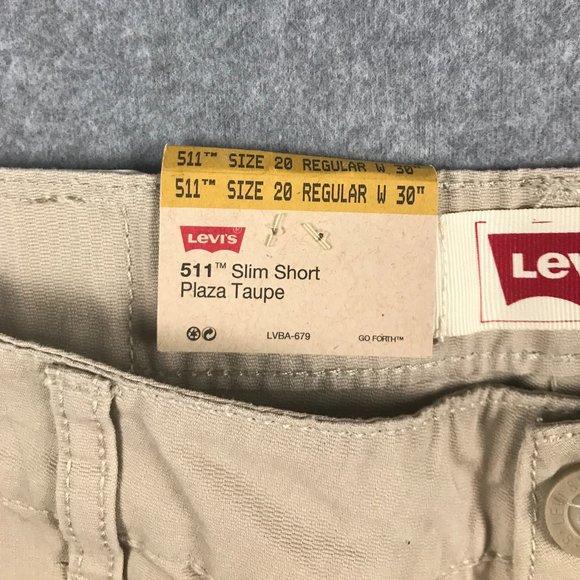 511™ SIZE 20 REGULAR W 30"
511™ SIZE 20 REGULAR W 30"
Levi's
511™ Slim Short
Plaza Taupe
LVBA-679
GO FORTH™